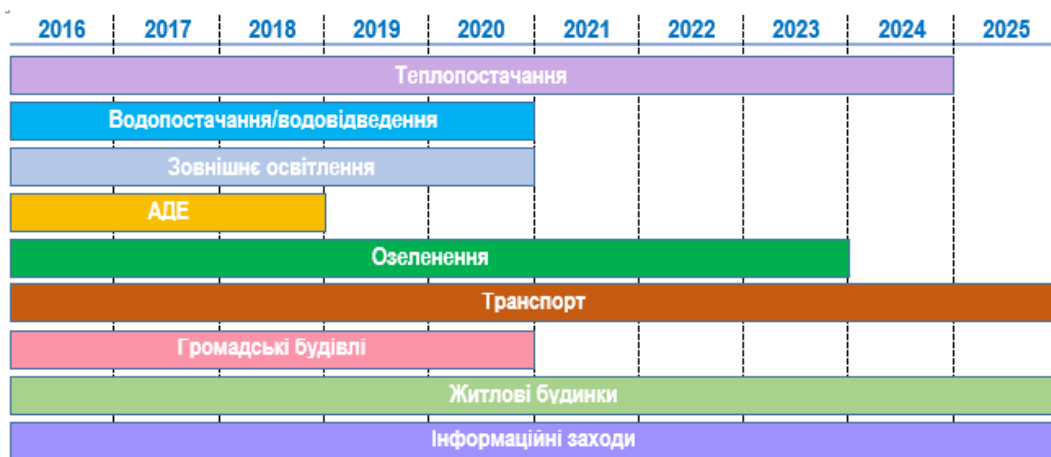 2016 2017 2018 2019 2020 2021 2022 2023 2024 2025
Теплопостачання
Водопостачання/водовідведення
Зовнішнє освітлення
АДЕ
Озеленення
Транспорт
Громадські будівлі
Житлові будинки
Інформаційні заходи